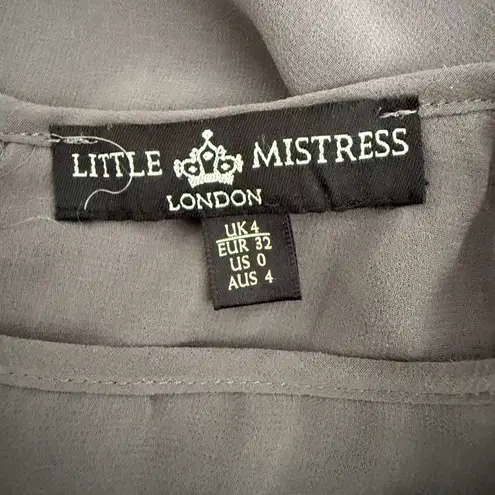 LITTLE MISTRESS
LONDON
UK 4
EUR 32
US 0
AUS 4